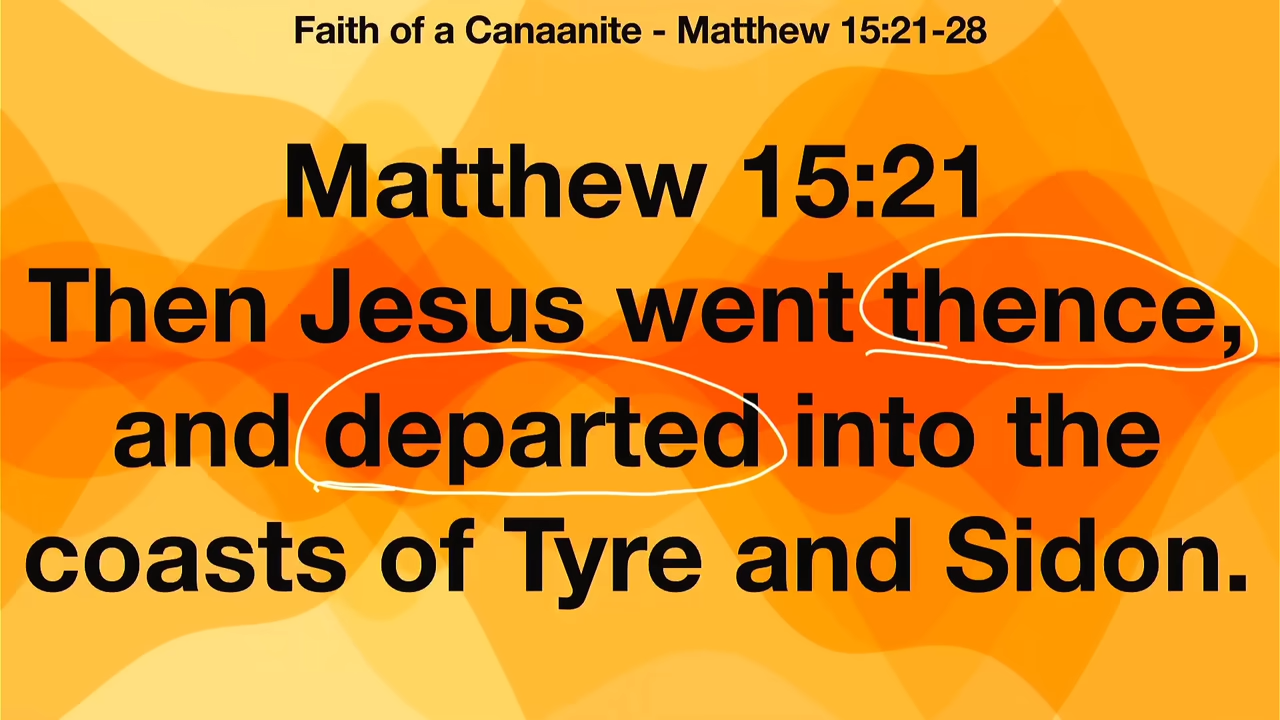 Faith of a Canaanite - Matthew 15:21-28
Matthew 15:21
Then Jesus went thence,
and departed into the
coasts of Tyre and Sidon.